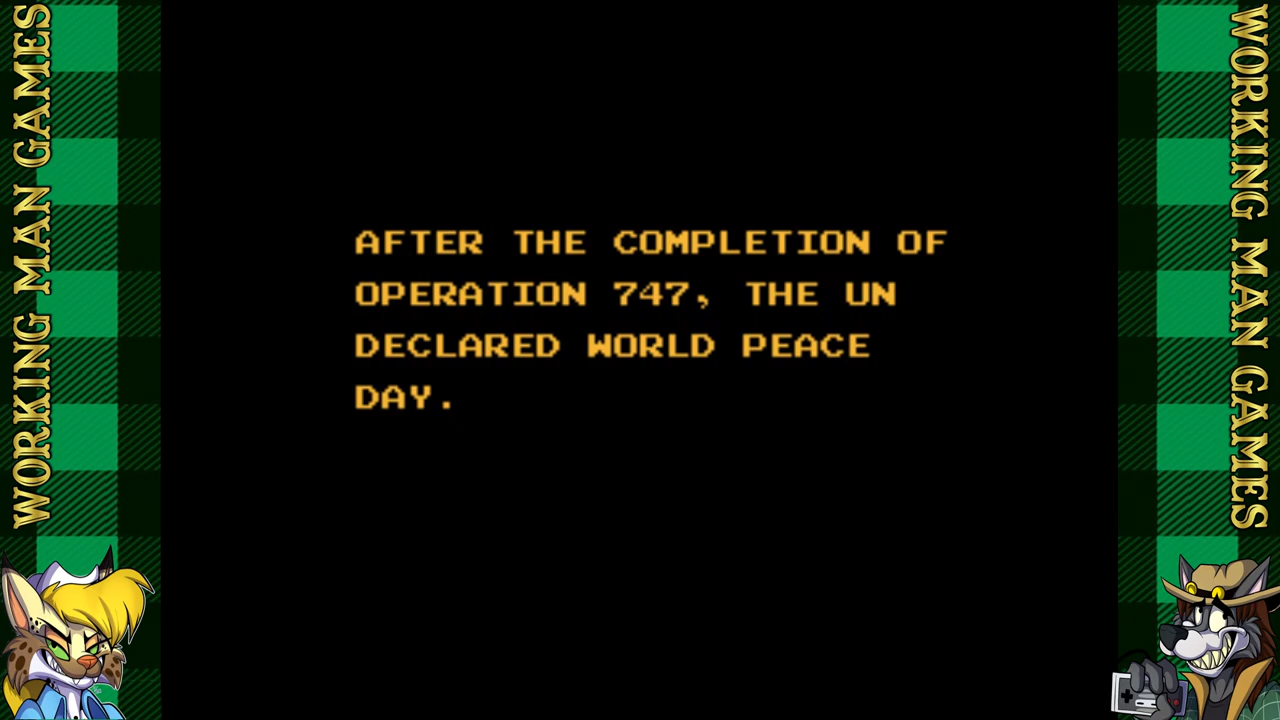 WORKING MAN GAMES
AFTER THE COMPLETION OF
OPERATION 747, THE UN
DECLARED WORLD PEACE
DAY.
WORKING MAN GAMES